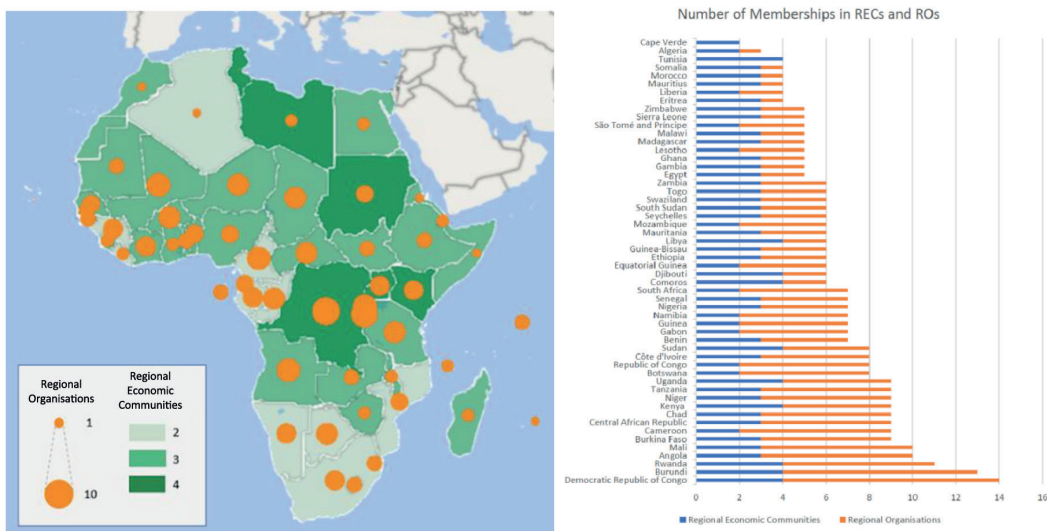 Regional
Organisations
1
10
Regional
Economic
Communities
2
3
4
Number of Memberships in RECs and ROs
Cape Verde
Algeria
Tunisia
Somalia
Morocco
Mauritius
Liberia
Eritrea
Zimbabwe
Sierra Leone
São Tomé and Príncipe
Malawi
Madagascar
Lesotho
Ghana
Gambia
Egypt
Zambia
Togo
Swaziland
South Sudan
Seychelles
Mozambique
Mauritania
Libya
Guinea-Bissau
Ethiopia
Equatorial Guinea
Djibouti
Comoros
South Africa
Senegal
Nigeria
Namibia
Guinea
Gabon
Benin
Sudan
Côte d'Ivoire
Republic of Congo
Botswana
Uganda
Tanzania
Niger
Kenya
Chad
Central African Republic
Cameroon
Burkina Faso
Mali
Angola
Rwanda
Burundi
Democratic Republic of Congo
0 2 4 6 8 10 12 14 16
Regional Economic Communities Regional Organisations